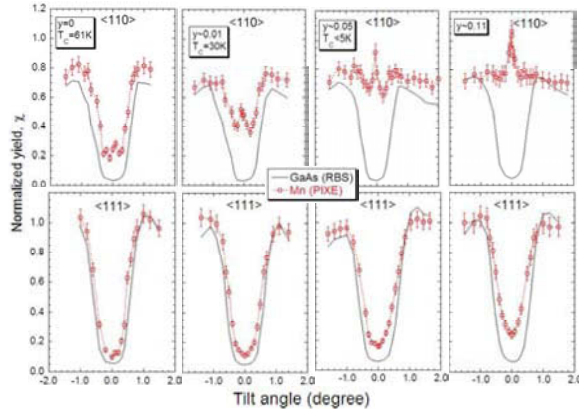 <110>
<110>
<110>
<110>
y=0
T_C=61K
y~0.01
T_C=30K
y~0.05
T_C<5K
y~0.11
1.0
0.8
0.6
0.4
0.2
0.0
Normalized yield, χ
GaAs (RBS)
Mn (PIXE)
<111>
<111>
<111>
<111>
1.0
0.8
0.6
0.4
0.2
0.0
-2.0 -1.0 0.0 1.0 2.0 -1.0 0.0 1.0 2.0 -1.0 0.0 1.0 2.0 -1.0 0.0 1.0 2.0
Tilt angle (degree)